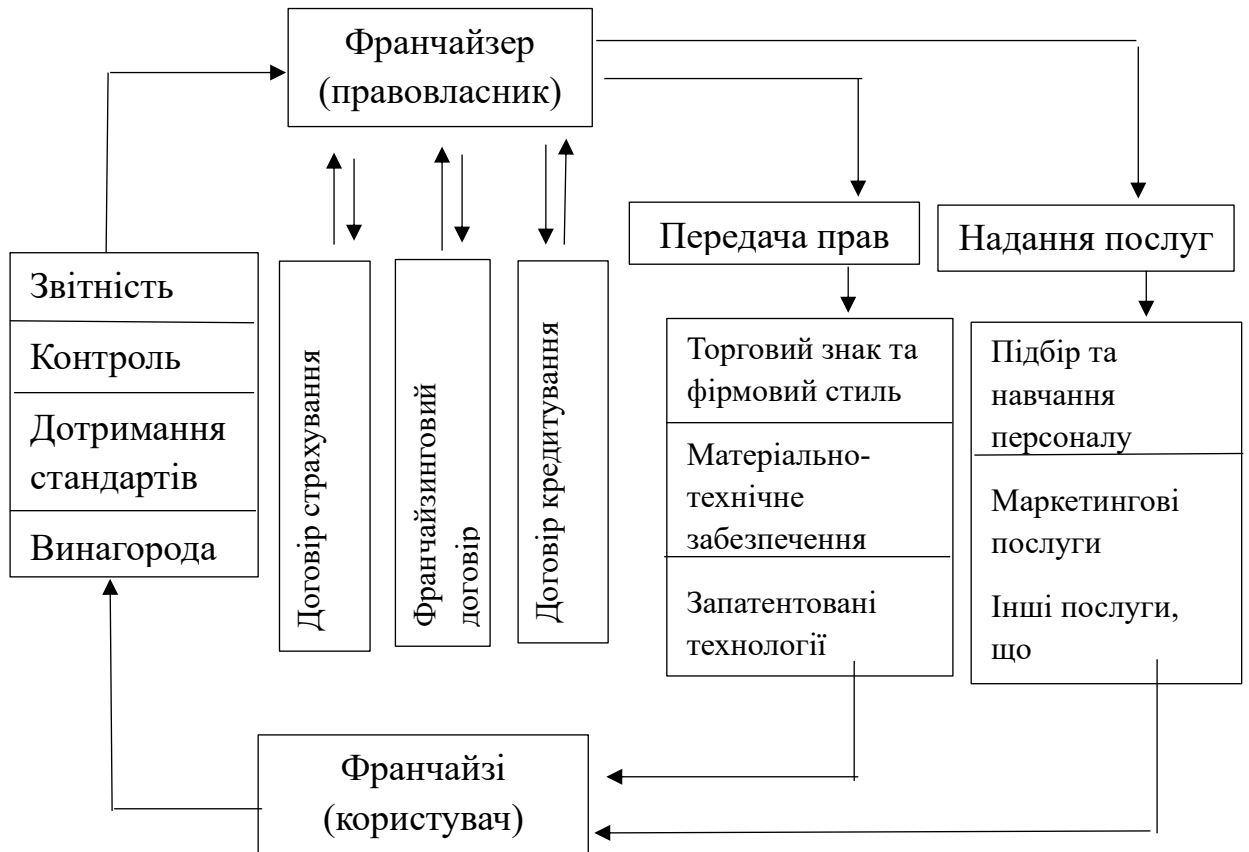 Франчайзер
(правовласник)
Передача прав
Надання послуг
Звітність
Контроль
Дотримання
стандартів
Винагорода
Договір страхування
Франчайзинговий
договір
Договір кредитування
Торговий знак та
фірмовий стиль
Матеріально-
технічне
забезпечення
Запатентовані
технології
Підбір та
навчання
персоналу
Маркетингові
послуги
Інші послуги,
що
Франчайзі
(користувач)